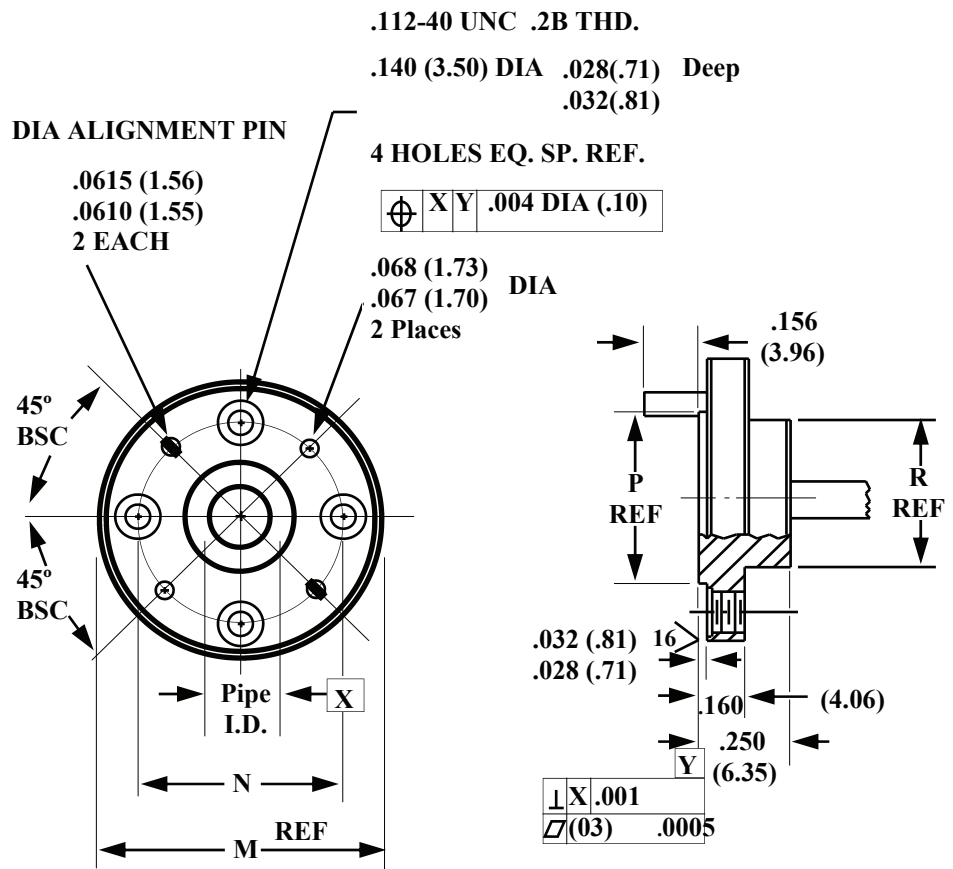 .112-40 UNC .2B THD.
.140 (3.50) DIA .028(.71) Deep
.032(.81)
DIA ALIGNMENT PIN
4 HOLES EQ. SP. REF.
.0615 (1.56)
.0610 (1.55)
2 EACH
X Y .004 DIA (.10)
.068 (1.73)
.067 (1.70)
DIA
2 Places
.156
(3.96)
45º
BSC
P
REF
R
REF
45º
BSC
.032 (.81)
.028 (.71)
16
Pipe
I.D.
X
.160
(4.06)
.250
(6.35)
Y
N
X .001
(03) .0005
M REF